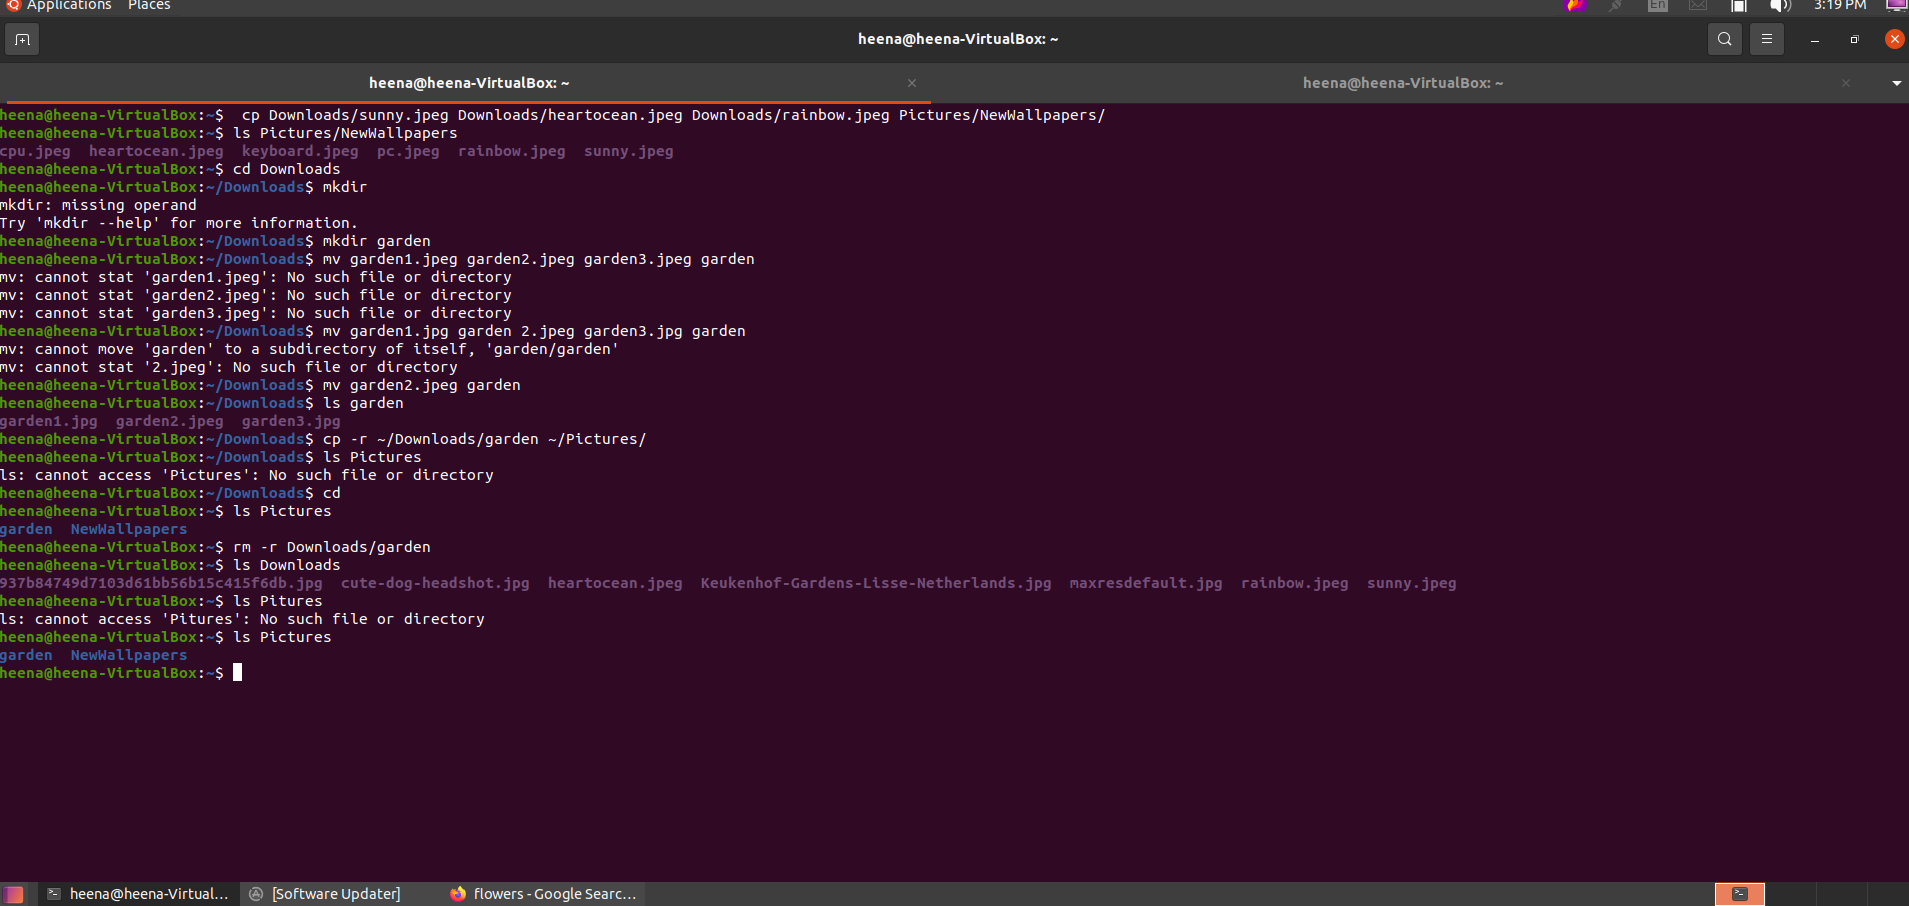 Applications Places En 3:19 PM
heena@heena-VirtualBox: ~
heena@heena-VirtualBox: ~ heena@heena-VirtualBox: ~
heena@heena-VirtualBox:~$  cp Downloads/sunny.jpeg Downloads/heartocean.jpeg Downloads/rainbow.jpeg Pictures/NewWallpapers/
heena@heena-VirtualBox:~$ ls Pictures/NewWallpapers
cpu.jpeg  heartocean.jpeg  keyboard.jpeg  pc.jpeg  rainbow.jpeg  sunny.jpeg
heena@heena-VirtualBox:~$ cd Downloads
heena@heena-VirtualBox:~/Downloads$ mkdir
mkdir: missing operand
Try 'mkdir --help' for more information.
heena@heena-VirtualBox:~/Downloads$ mkdir garden
heena@heena-VirtualBox:~/Downloads$ mv garden1.jpeg garden2.jpeg garden3.jpeg garden
mv: cannot stat 'garden1.jpeg': No such file or directory
mv: cannot stat 'garden2.jpeg': No such file or directory
mv: cannot stat 'garden3.jpeg': No such file or directory
heena@heena-VirtualBox:~/Downloads$ mv garden1.jpg garden 2.jpeg garden3.jpg garden
mv: cannot move 'garden' to a subdirectory of itself, 'garden/garden'
mv: cannot stat '2.jpeg': No such file or directory
heena@heena-VirtualBox:~/Downloads$ mv garden2.jpeg garden
heena@heena-VirtualBox:~/Downloads$ ls garden
garden1.jpg  garden2.jpeg  garden3.jpg
heena@heena-VirtualBox:~/Downloads$ cp -r ~/Downloads/garden ~/Pictures/
heena@heena-VirtualBox:~/Downloads$ ls Pictures
ls: cannot access 'Pictures': No such file or directory
heena@heena-VirtualBox:~/Downloads$ cd
heena@heena-VirtualBox:~$ ls Pictures
garden  NewWallpapers
heena@heena-VirtualBox:~$ rm -r Downloads/garden
heena@heena-VirtualBox:~$ ls Downloads
937b84749d7103d61bb56b15c415f6db.jpg  cute-dog-headshot.jpg  heartocean.jpeg  Keukenhof-Gardens-Lisse-Netherlands.jpg  maxresdefault.jpg  rainbow.jpeg  sunny.jpeg
heena@heena-VirtualBox:~$ ls Pitures
ls: cannot access 'Pitures': No such file or directory
heena@heena-VirtualBox:~$ ls Pictures
garden  NewWallpapers
heena@heena-VirtualBox:~$
heena@heena-Virtual... [Software Updater] flowers - Google Searc...